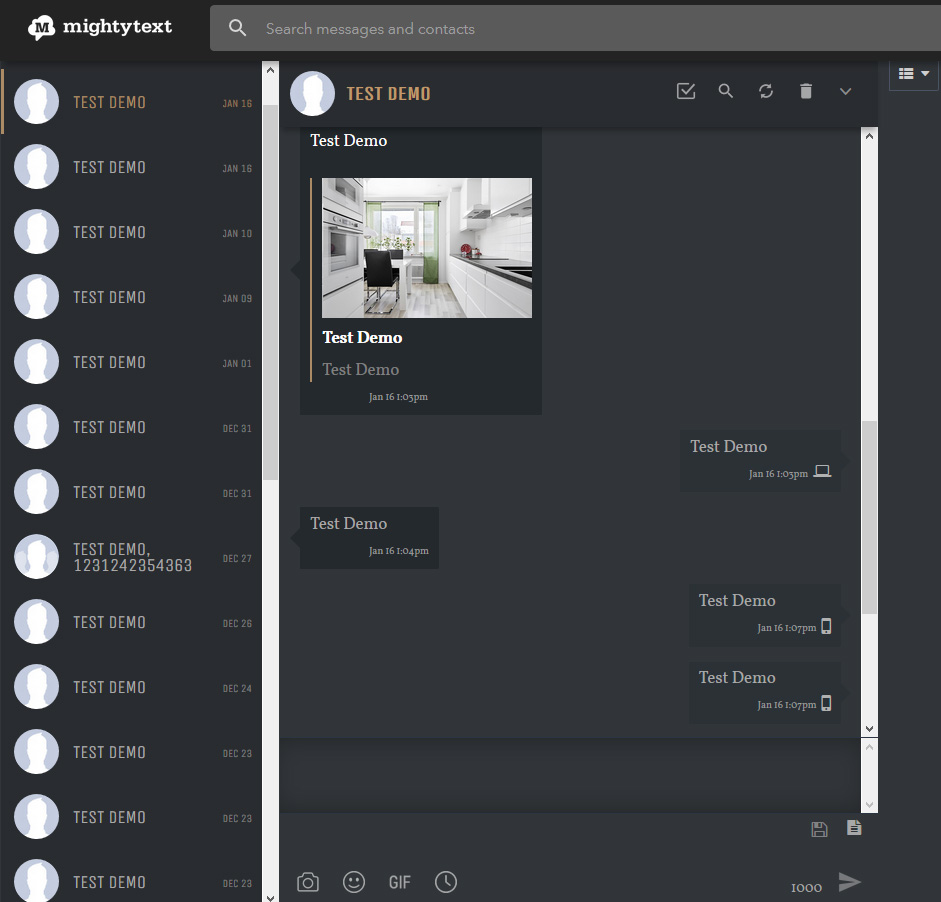 mightytext
Search messages and contacts
TEST DEMO JAN 16
TEST DEMO JAN 16
TEST DEMO JAN 10
TEST DEMO JAN 09
TEST DEMO JAN 01
TEST DEMO DEC 31
TEST DEMO DEC 31
TEST DEMO,
1231242354363 DEC 27
TEST DEMO DEC 26
TEST DEMO DEC 24
TEST DEMO DEC 23
TEST DEMO DEC 23
TEST DEMO DEC 23
TEST DEMO
Test Demo
Test Demo
Test Demo
Jan 16 1:03pm
Test Demo
Jan 16 1:03pm
Test Demo
Jan 16 1:04pm
Test Demo
Jan 16 1:07pm
Test Demo
Jan 16 1:07pm
GIF
1000